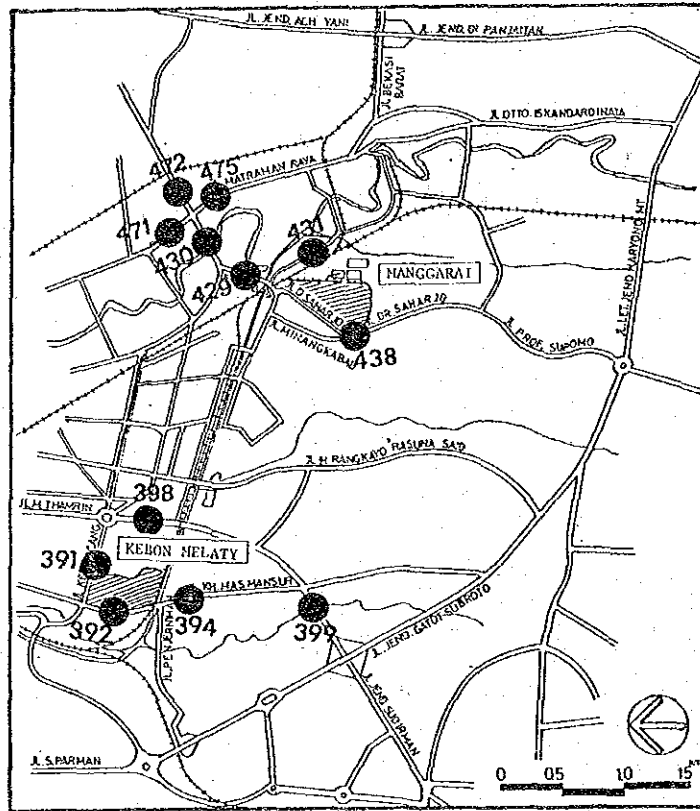 JL. JEND. ACH YANI
JL. JEND. DI PANJAITAN
JL BEKASI
BARAT
JL OTTO. ISKANDARDINATA
472
475
MATRAMAN RAYA
471
431
430
429
MANGGARAI
JL LET. JEND HARYONO MT
JL D SAHARJO
DR SAHARJO
JL MINANGKABAU
438
JL PROF. SUPOMO
JL H RANGKAYO RASUNA SAID
398
JL.M. THAMRIN
KEBON MELATY
391
KH. MAS MANSUR
392
394
399
JL. JEND. GATOT SUBROTO
JL. JEND. SUDIRMAN
JL. S. PARMAN
0 0.5 1.0 1.5